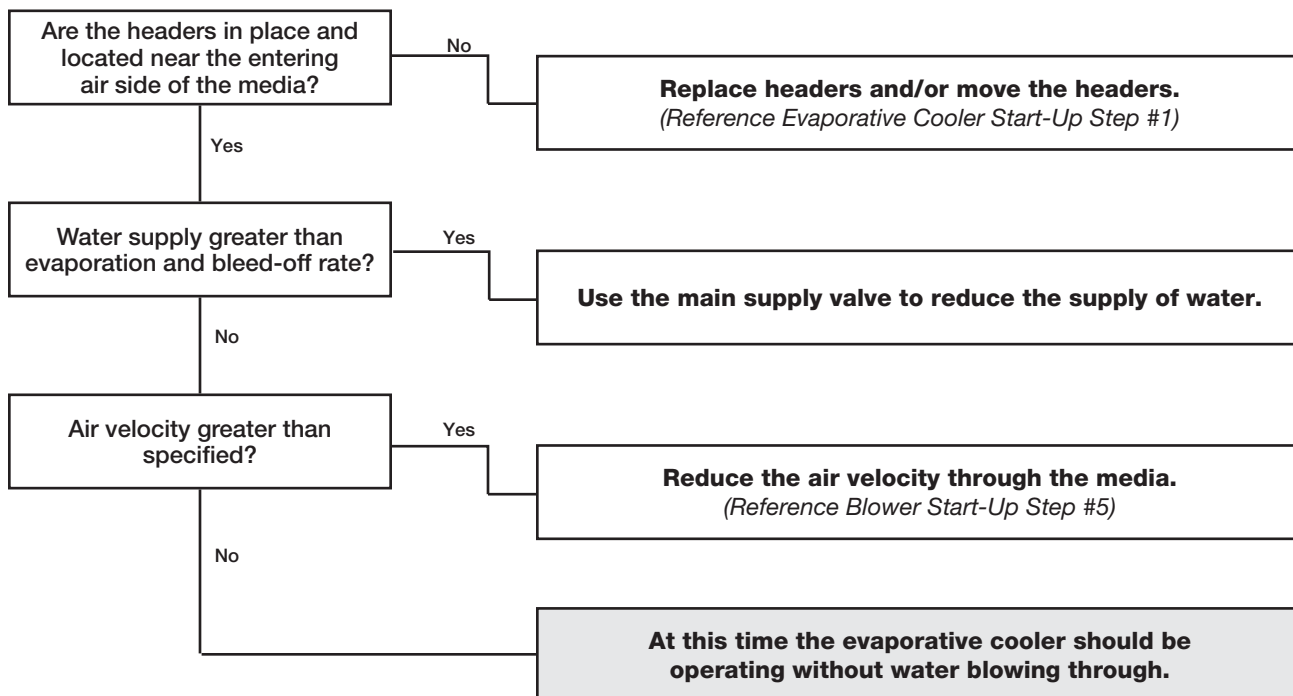 Are the headers in place and
located near the entering
air side of the media?
No
Replace headers and/or move the headers.
(Reference Evaporative Cooler Start-Up Step #1)
Yes
Water supply greater than
evaporation and bleed-off rate?
Yes
Use the main supply valve to reduce the supply of water.
No
Air velocity greater than
specified?
Yes
Reduce the air velocity through the media.
(Reference Blower Start-Up Step #5)
No
At this time the evaporative cooler should be
operating without water blowing through.